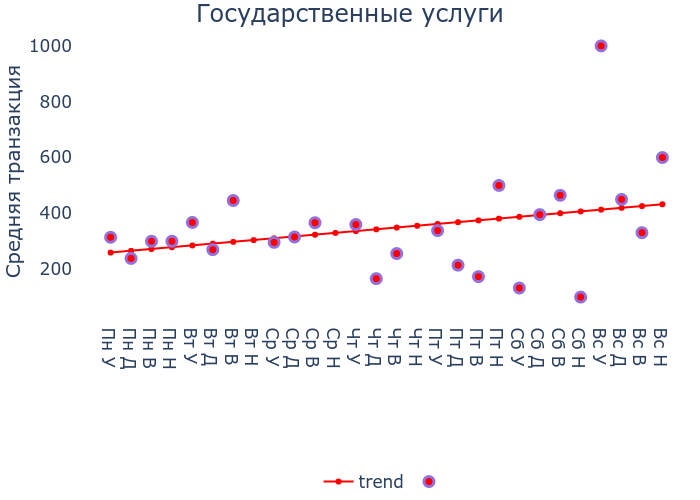 Государственные услуги
Средняя транзакция
1000
800
600
400
200
Пн У
Пн Д
Пн В
Пн Н
Вт У
Вт Д
Вт В
Вт Н
Ср У
Ср Д
Ср В
Ср Н
Чт У
Чт Д
Чт В
Чт Н
Пт У
Пт Д
Пт В
Пт Н
Сб У
Сб Д
Сб В
Сб Н
Вс У
Вс Д
Вс В
Вс Н
trend